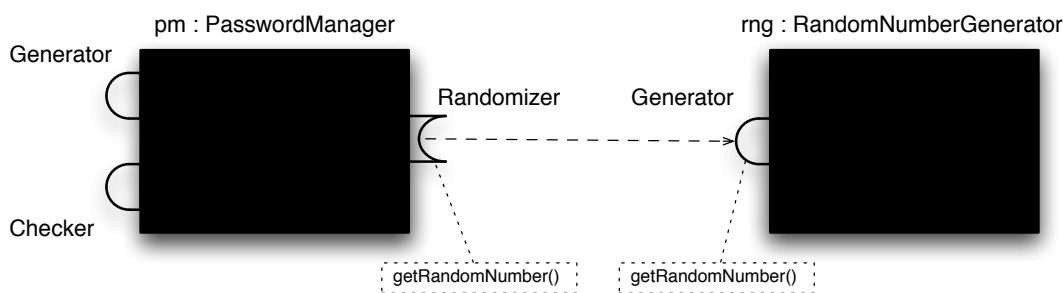 pm : PasswordManager
rng : RandomNumberGenerator
Generator
Randomizer
Generator
Checker
getRandomNumber()
getRandomNumber()